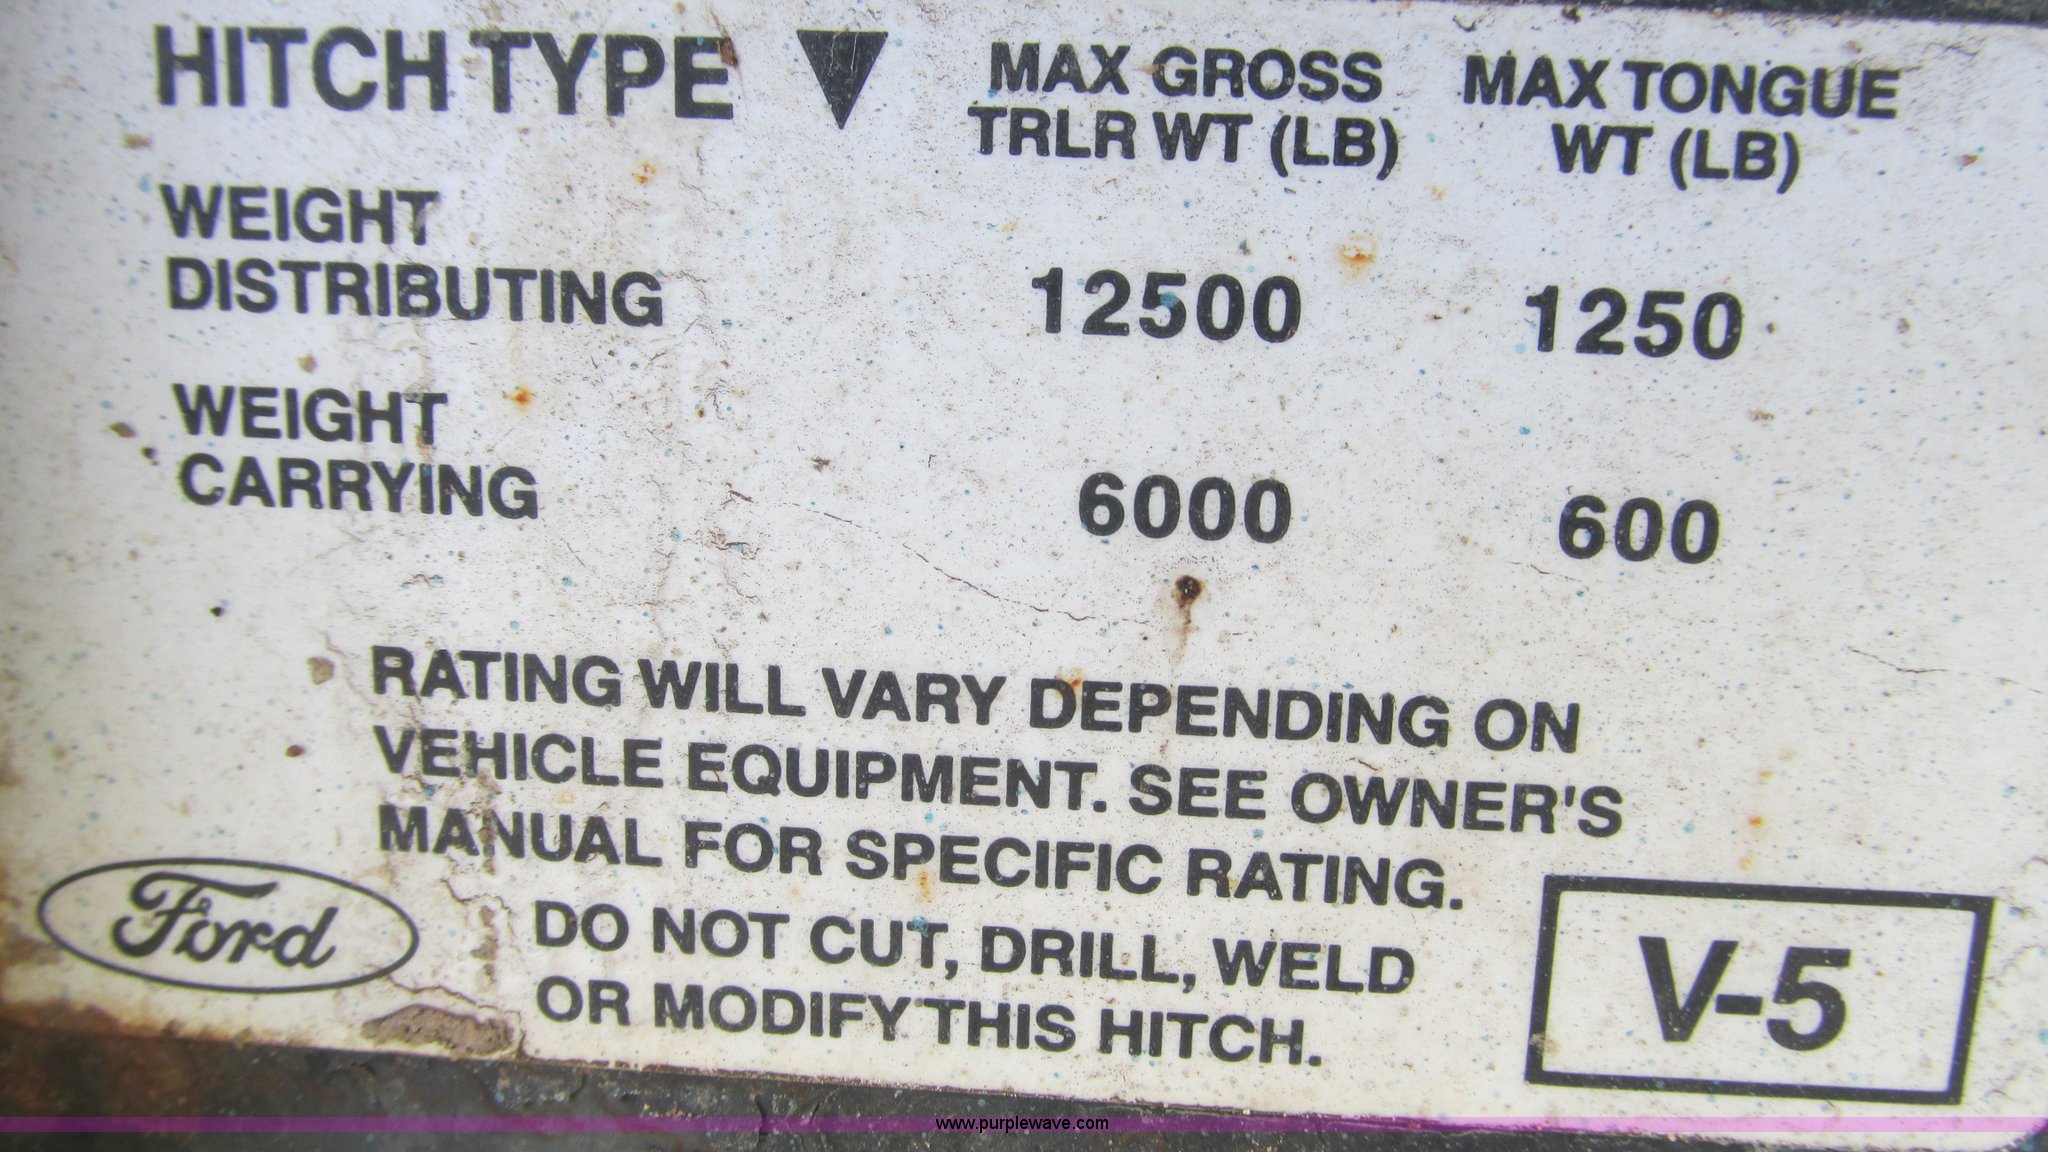 HITCH TYPE ▼ MAX GROSS TRLR WT (LB) MAX TONGUE WT (LB)
WEIGHT DISTRIBUTING 12500 1250
WEIGHT CARRYING 6000 600
RATING WILL VARY DEPENDING ON
VEHICLE EQUIPMENT. SEE OWNER'S
MANUAL FOR SPECIFIC RATING.
DO NOT CUT, DRILL, WELD
OR MODIFY THIS HITCH.
Ford
V-5
www.purplewave.com